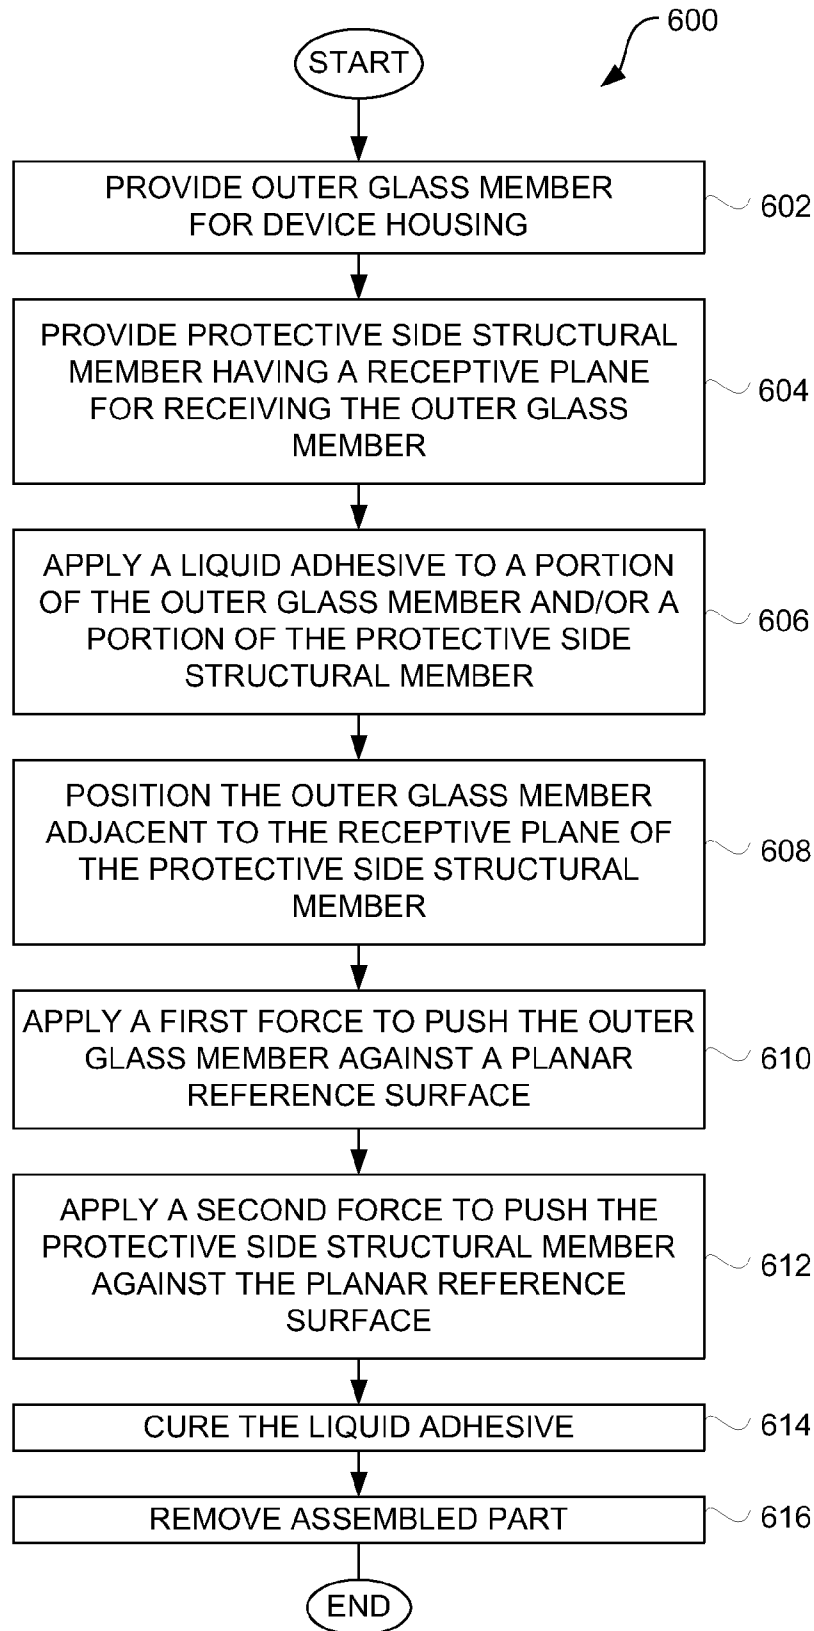 600
START
PROVIDE OUTER GLASS MEMBER
FOR DEVICE HOUSING
602
PROVIDE PROTECTIVE SIDE STRUCTURAL
MEMBER HAVING A RECEPTIVE PLANE
FOR RECEIVING THE OUTER GLASS
MEMBER
604
APPLY A LIQUID ADHESIVE TO A PORTION
OF THE OUTER GLASS MEMBER AND/OR A
PORTION OF THE PROTECTIVE SIDE
STRUCTURAL MEMBER
606
POSITION THE OUTER GLASS MEMBER
ADJACENT TO THE RECEPTIVE PLANE OF
THE PROTECTIVE SIDE STRUCTURAL
MEMBER
608
APPLY A FIRST FORCE TO PUSH THE OUTER
GLASS MEMBER AGAINST A PLANAR
REFERENCE SURFACE
610
APPLY A SECOND FORCE TO PUSH THE
PROTECTIVE SIDE STRUCTURAL MEMBER
AGAINST THE PLANAR REFERENCE
SURFACE
612
CURE THE LIQUID ADHESIVE
614
REMOVE ASSEMBLED PART
616
END